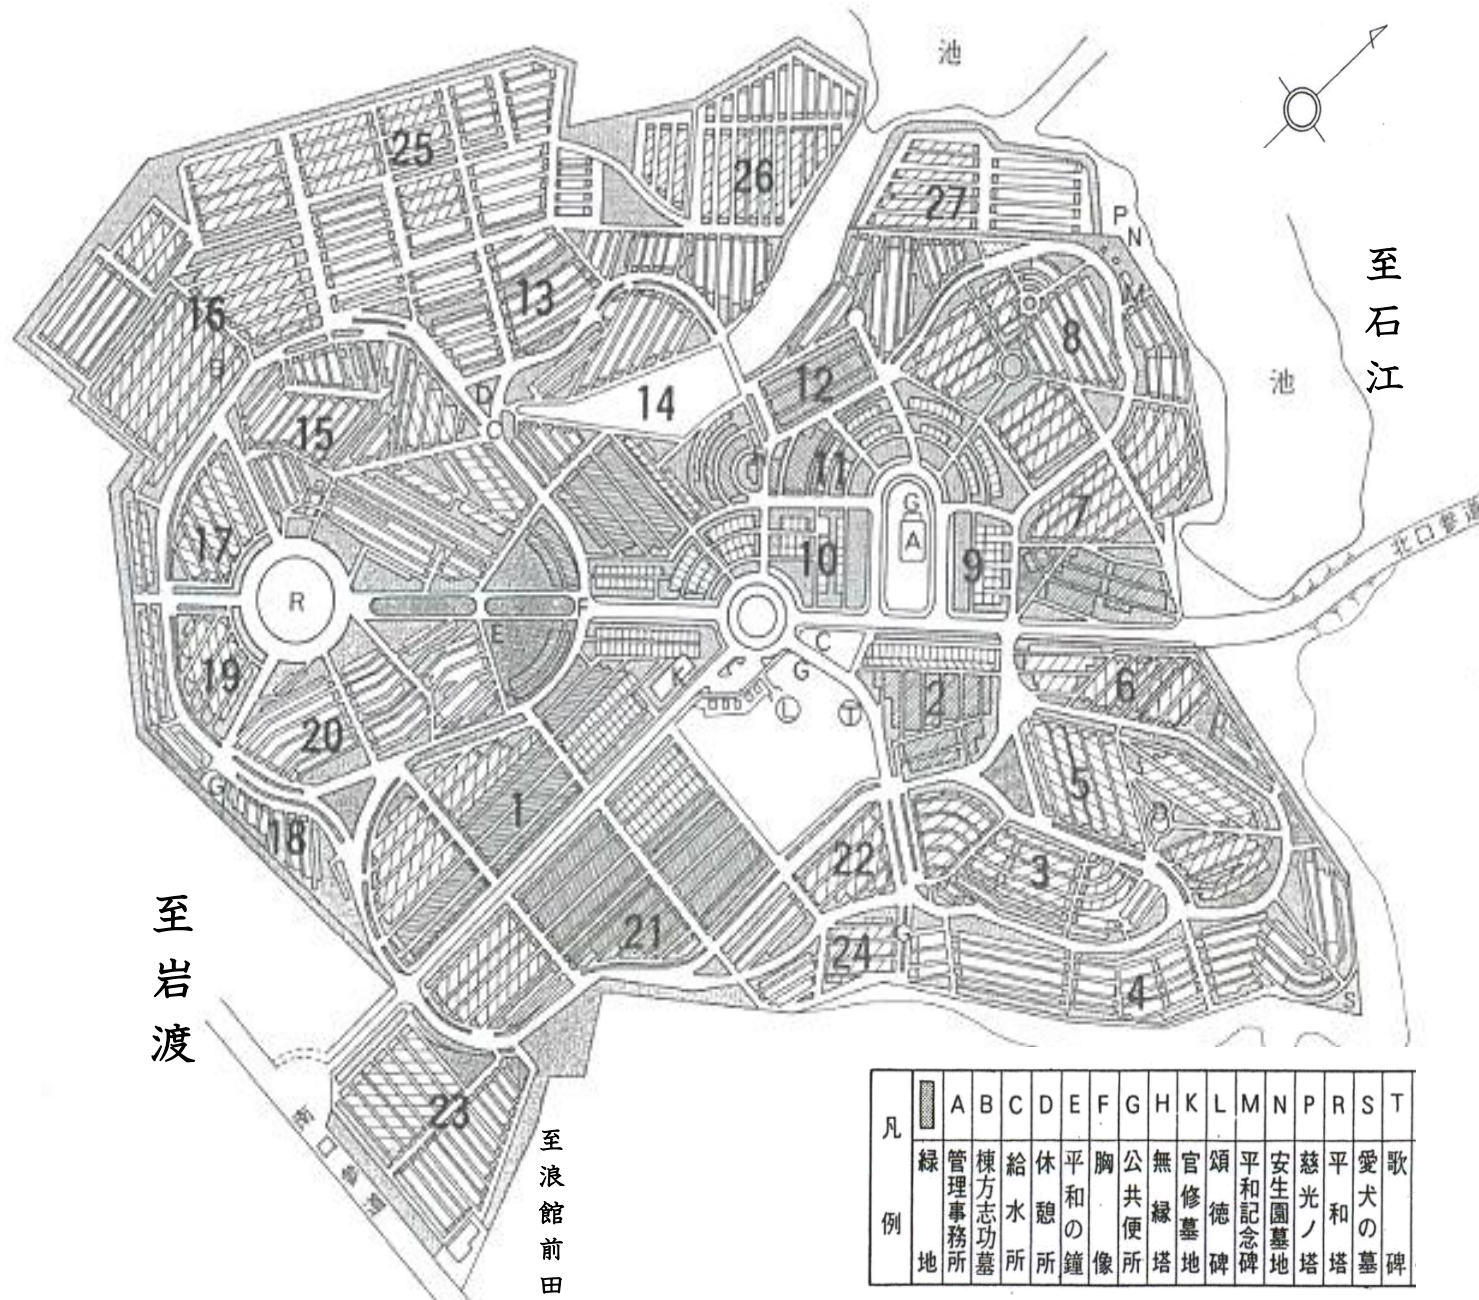 池
25
26
27
P
N
至石江
16
13
M
8
B
池
D
14
12
15
C
11
G
7
北口参道
17
10
A
9
R
F
E
C
19
G
6
K
2
L
T
20
5
G
1
18
22
3
至岩渡
21
24
G
4
S
23
至浪館前田
凡例
緑地
A 管理事務所
B 棟方志功墓
C 給水所
D 休憩所
E 平和の鐘
F 胸像
G 公共便所
H 無縁塔
K 官修墓地
L 頌徳碑
M 平和記念碑
N 安生園墓地
P 慈光ノ塔
R 平和塔
S 愛犬の墓
T 歌碑